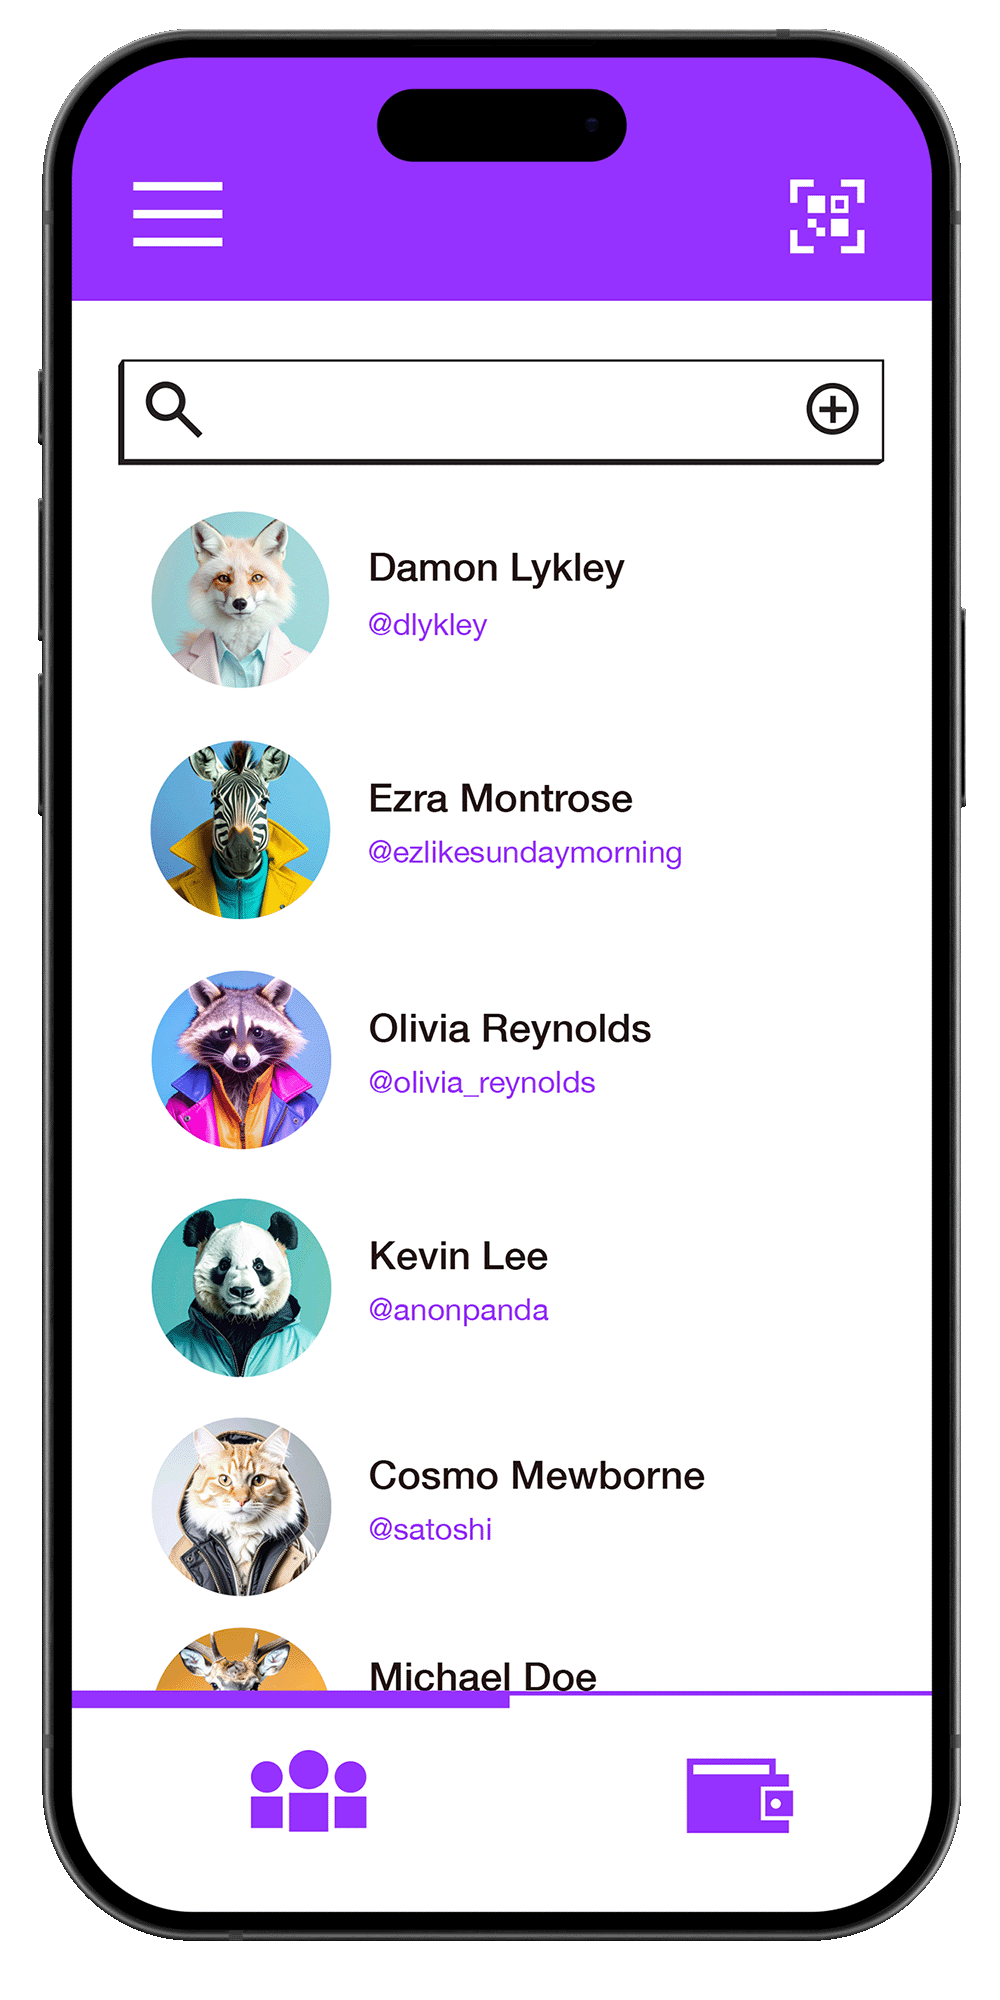 Damon Lykley
@dlykley
Ezra Montrose
@ezlikesundaymorning
Olivia Reynolds
@olivia_reynolds
Kevin Lee
@anonpanda
Cosmo Mewborne
@satoshi
Michael Doe